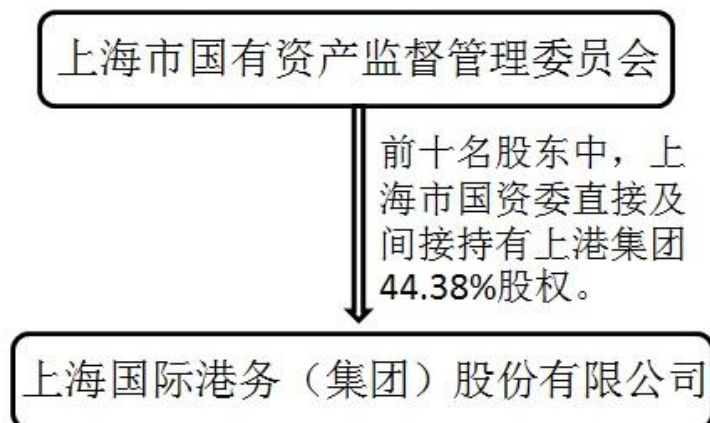 上海市国有资产监督管理委员会
前十名股东中，上
海市国资委直接及
间接持有上港集团
44.38%股权。
上海国际港务（集团）股份有限公司